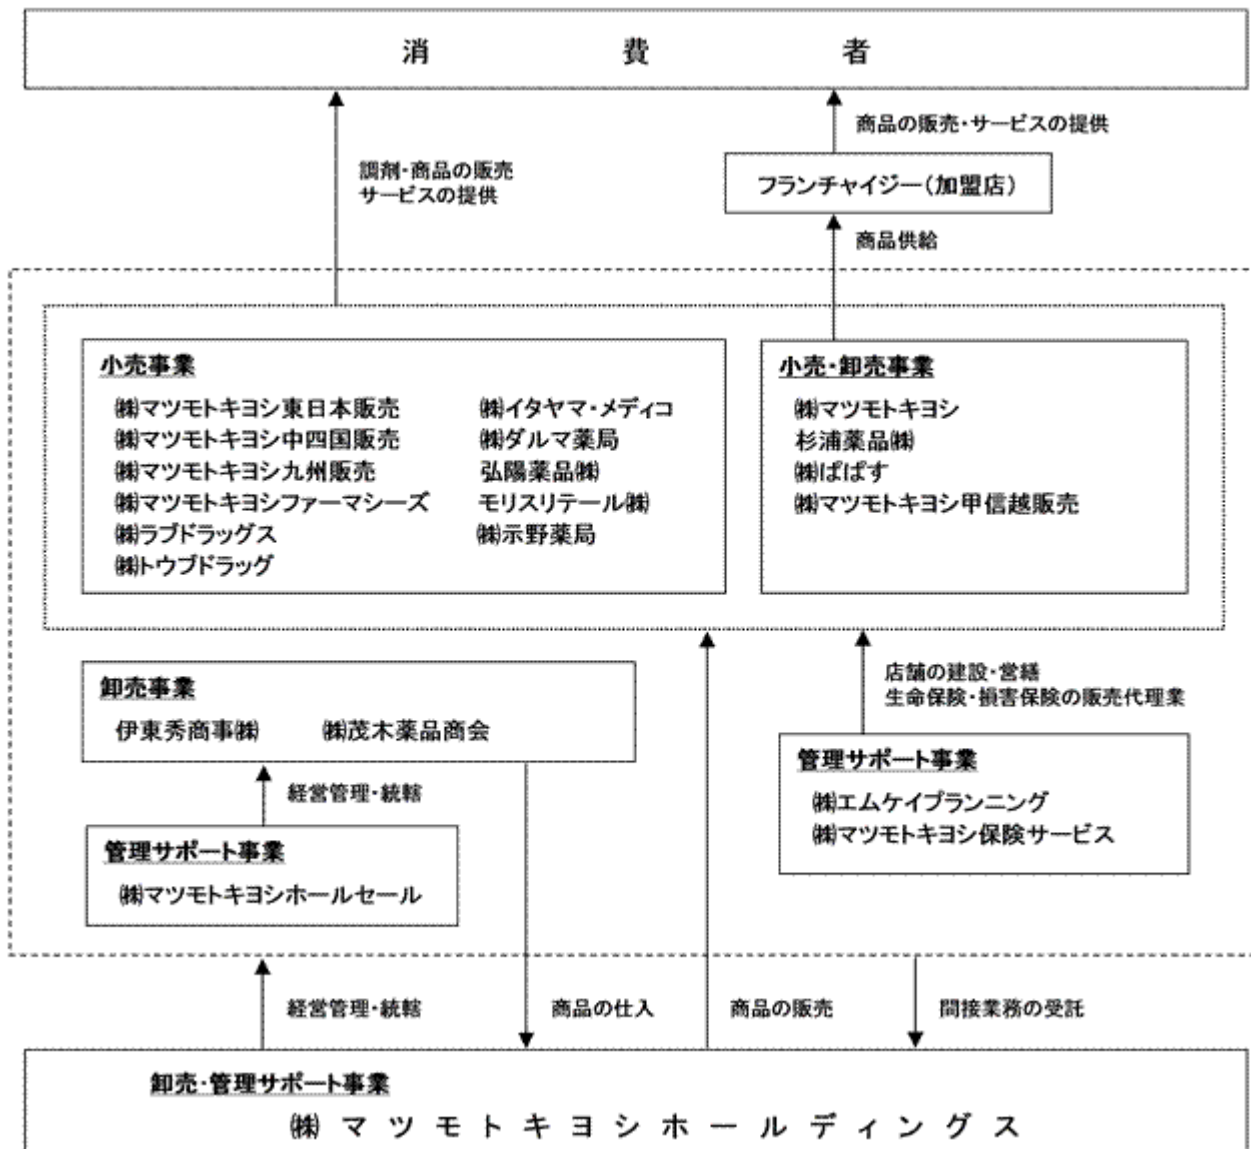 消費者
商品の販売・サービスの提供
調剤・商品の販売
サービスの提供
フランチャイジー(加盟店)
商品供給
小売事業
㈱マツモトキヨシ東日本販売
㈱マツモトキヨシ中四国販売
㈱マツモトキヨシ九州販売
㈱マツモトキヨシファーマシーズ
㈱ラブドラッグス
㈱トウブドラッグ
㈱イタヤマ・メディコ
㈱ダルマ薬局
弘陽薬品㈱
モリスリテール㈱
㈱示野薬局
小売・卸売事業
㈱マツモトキヨシ
杉浦薬品㈱
㈱ぱぱす
㈱マツモトキヨシ甲信越販売
卸売事業
伊東秀商事㈱ ㈱茂木薬品商会
経営管理・統轄
管理サポート事業
㈱マツモトキヨシホールセール
店舗の建設・営繕
生命保険・損害保険の販売代理業
管理サポート事業
㈱エムケイプランニング
㈱マツモトキヨシ保険サービス
経営管理・統轄
商品の仕入
商品の販売
間接業務の受託
卸売・管理サポート事業
㈱マツモトキヨシホールディングス